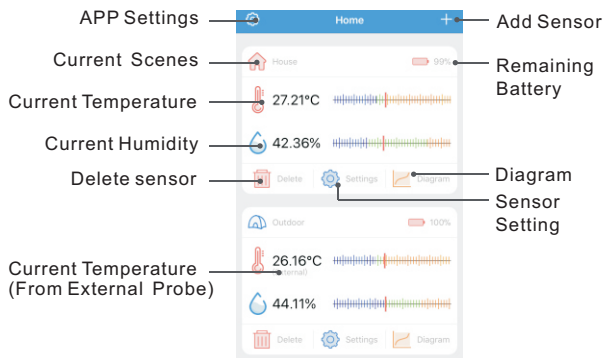 APP Settings
Home
Add Sensor
Current Scenes
House
99%
Remaining
Battery
Current Temperature
27.21°C
Current Humidity
42.36%
Delete sensor
Delete
Settings
Diagram
Diagram
Sensor
Setting
Outdoor
100%
Current Temperature
(From External Probe)
26.16°C
44.11%
Delete
Settings
Diagram